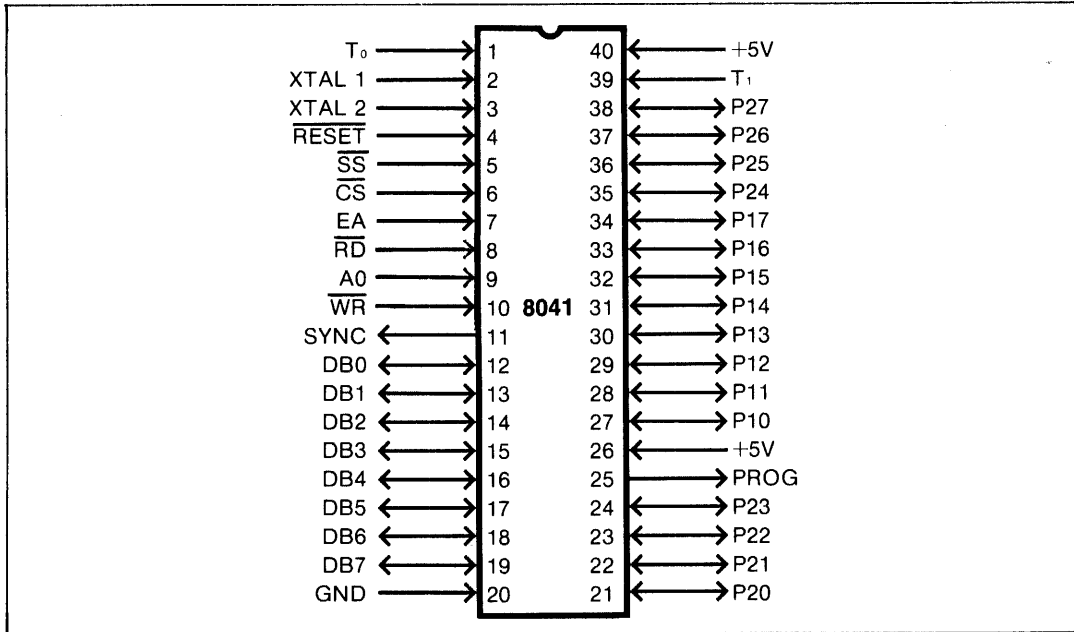 T₀ 1 40 +5V
XTAL 1 2 39 T₁
XTAL 2 3 38 P27
RESET 4 37 P26
SS 5 36 P25
CS 6 35 P24
EA 7 34 P17
RD 8 33 P16
A0 9 32 P15
WR 10 8041 31 P14
SYNC 11 30 P13
DB0 12 29 P12
DB1 13 28 P11
DB2 14 27 P10
DB3 15 26 +5V
DB4 16 25 PROG
DB5 17 24 P23
DB6 18 23 P22
DB7 19 22 P21
GND 20 21 P20